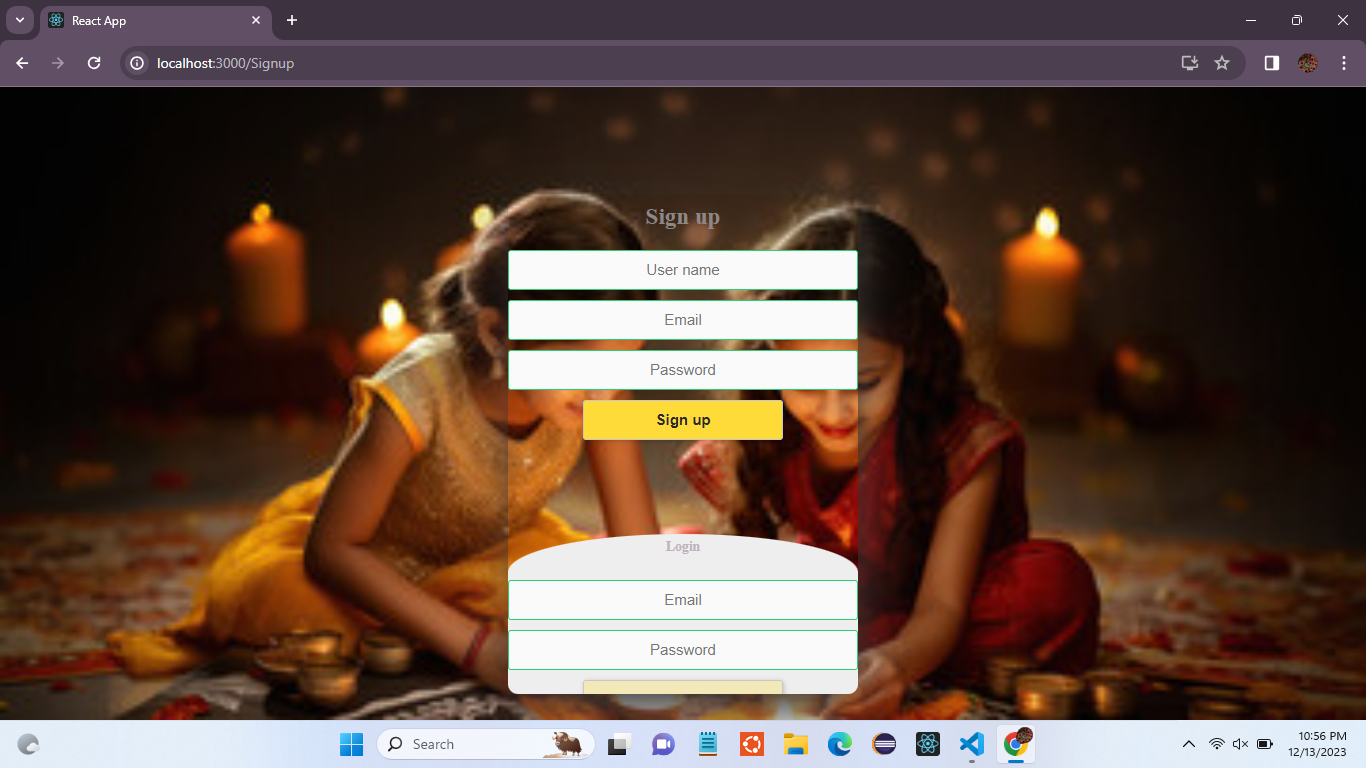 React App
localhost:3000/Signup
Sign up
User name
Email
Password
Sign up
Login
Email
Password
Search
10:56 PM
12/13/2023